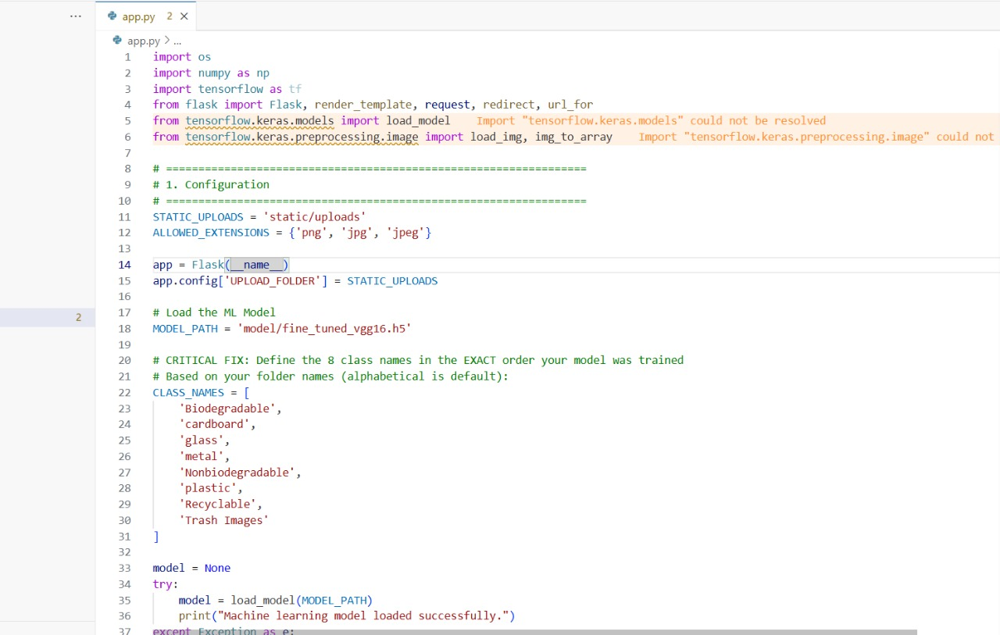 ... app.py 2 ×
app.py > ...
1 import os
2 import numpy as np
3 import tensorflow as tf
4 from flask import Flask, render_template, request, redirect, url_for
5 from tensorflow.keras.models import load_model Import "tensorflow.keras.models" could not be resolved
6 from tensorflow.keras.preprocessing.image import load_img, img_to_array Import "tensorflow.keras.preprocessing.image" could not
7
8 # =================================================================
9 # 1. Configuration
10 # =================================================================
11 STATIC_UPLOADS = 'static/uploads'
12 ALLOWED_EXTENSIONS = {'png', 'jpg', 'jpeg'}
13
14 app = Flask(__name__)
15 app.config['UPLOAD_FOLDER'] = STATIC_UPLOADS
16
17 # Load the ML Model
2
18 MODEL_PATH = 'model/fine_tuned_vgg16.h5'
19
20 # CRITICAL FIX: Define the 8 class names in the EXACT order your model was trained
21 # Based on your folder names (alphabetical is default):
22 CLASS_NAMES = [
23 'Biodegradable',
24 'cardboard',
25 'glass',
26 'metal',
27 'Nonbiodegradable',
28 'plastic',
29 'Recyclable',
30 'Trash Images'
31 ]
32
33 model = None
34 try:
35 model = load_model(MODEL_PATH)
36 print("Machine learning model loaded successfully.")
37 except Exception as e: